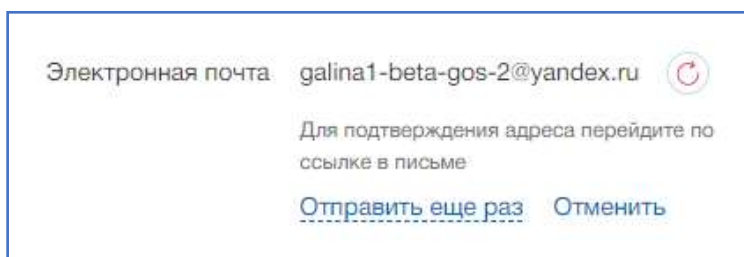 Электронная почта galina1-beta-gos-2@yandex.ru
Для подтверждения адреса перейдите по
ссылке в письме
Отправить еще раз Отменить